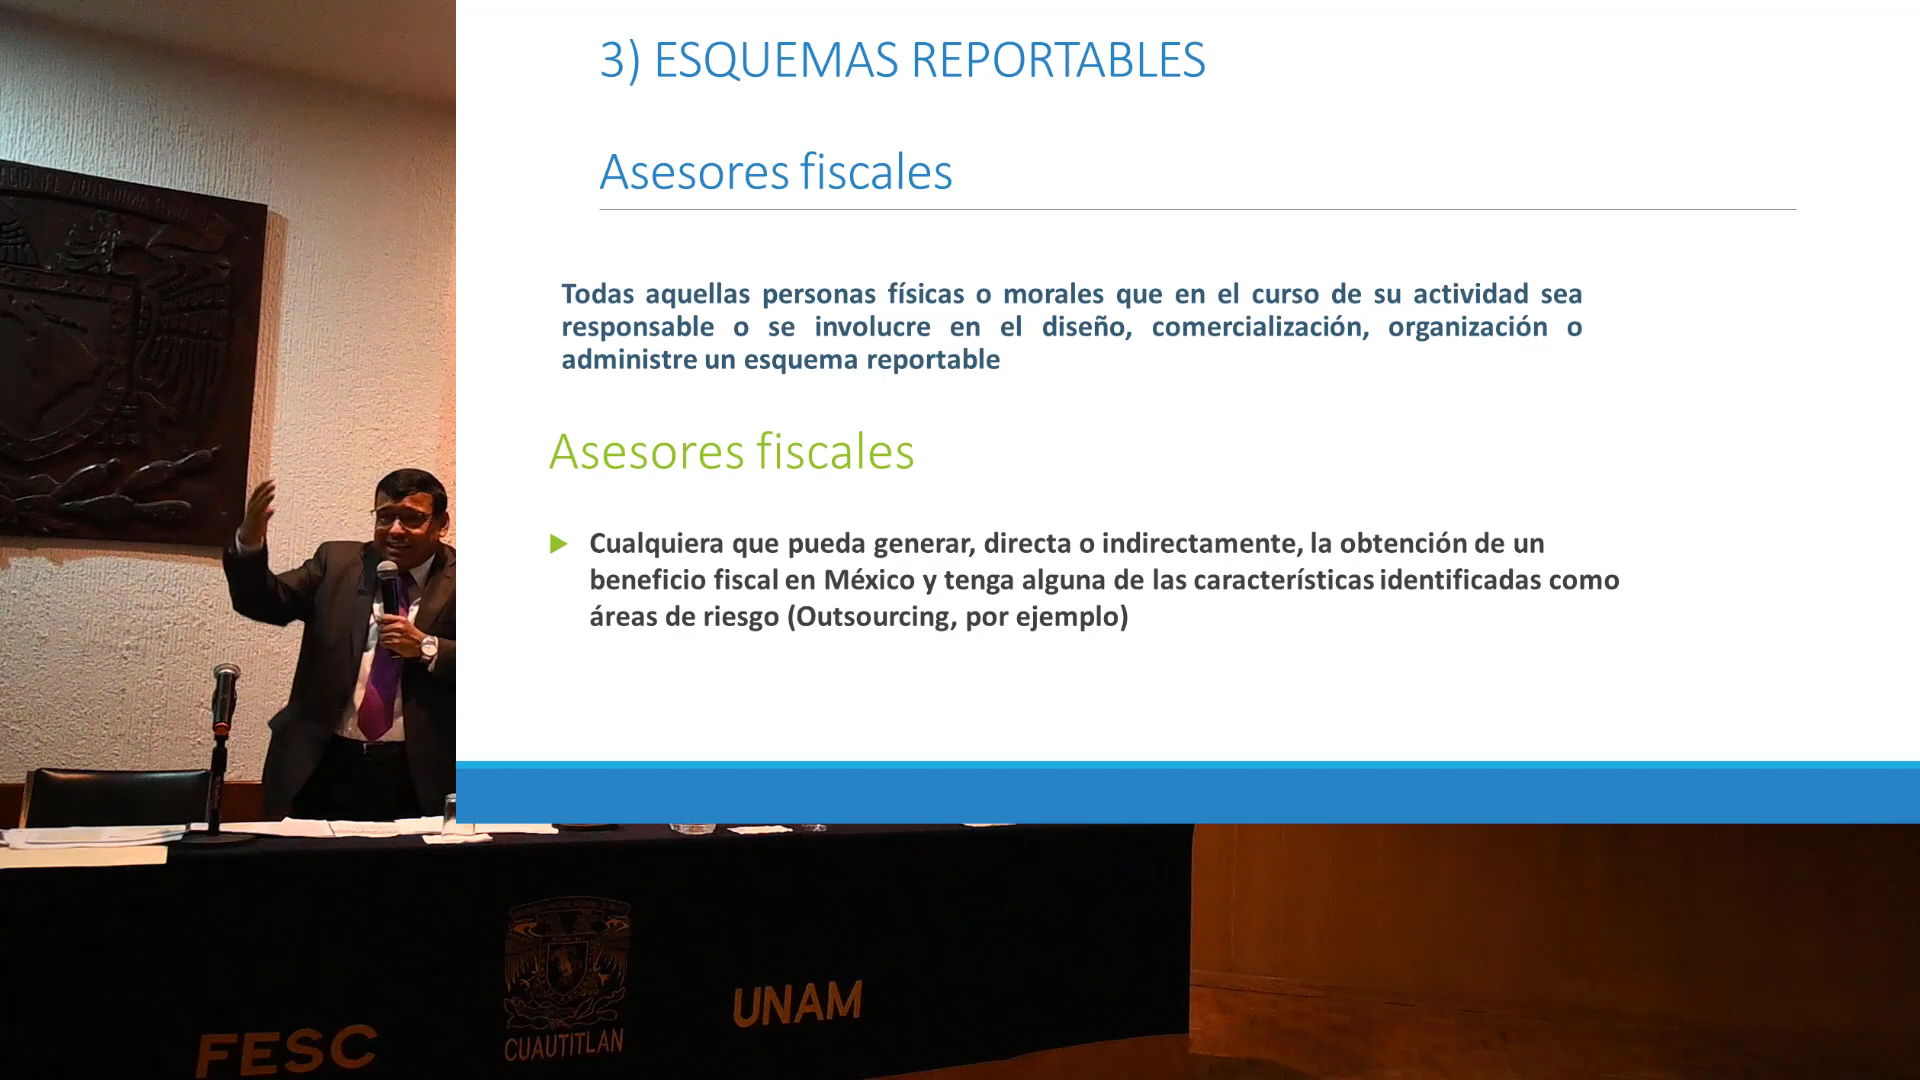 3) ESQUEMAS REPORTABLES
Asesores fiscales
Todas aquellas personas físicas o morales que en el curso de su actividad sea
responsable o se involucre en el diseño, comercialización, organización o
administre un esquema reportable
Asesores fiscales
Cualquiera que pueda generar, directa o indirectamente, la obtención de un
beneficio fiscal en México y tenga alguna de las características identificadas como
áreas de riesgo (Outsourcing, por ejemplo)
FESC
CUAUTITLAN
UNAM